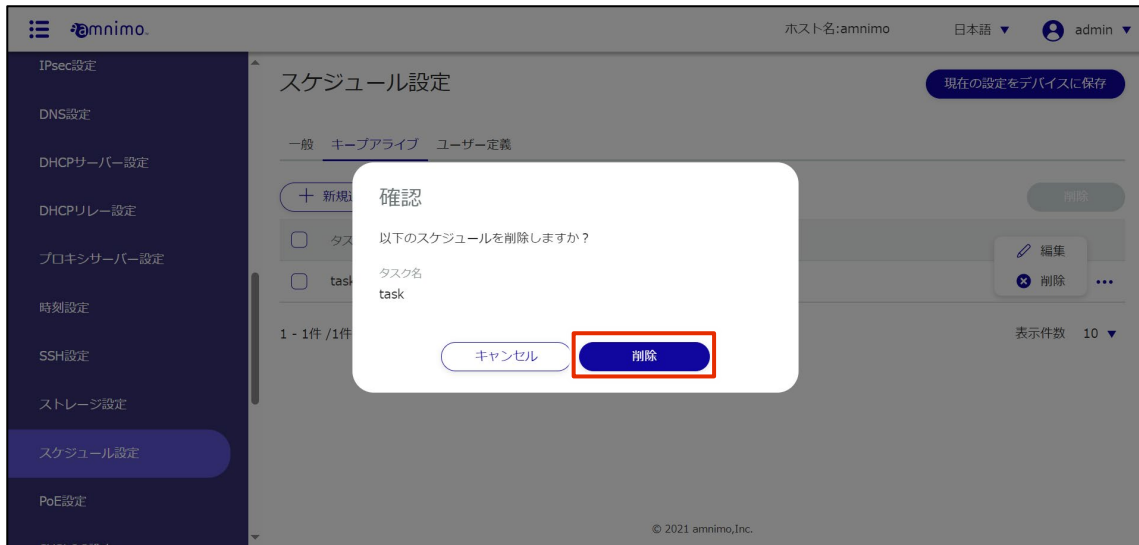 amnimo.
ホスト名:amnimo
日本語 ▼
admin ▼
IPsec設定
DNS設定
DHCPサーバー設定
DHCPリレー設定
プロキシサーバー設定
時刻設定
SSH設定
ストレージ設定
スケジュール設定
PoE設定
スケジュール設定
現在の設定をデバイスに保存
一般 キープアライブ ユーザー定義
＋ 新規
削除
タス
task
編集
削除
1 - 1件 /1件
表示件数 10 ▼
確認
以下のスケジュールを削除しますか？
タスク名
task
キャンセル
削除
© 2021 amnimo,Inc.